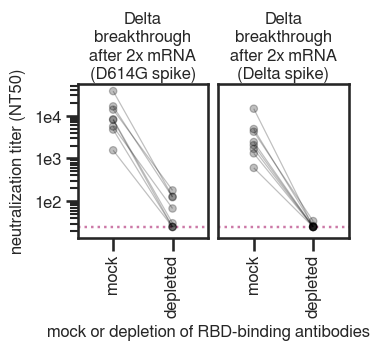 Delta
breakthrough
after 2x mRNA
(D614G spike)
Delta
breakthrough
after 2x mRNA
(Delta spike)
neutralization titer (NT50)
1e4
1e3
1e2
mock
depleted
mock
depleted
mock or depletion of RBD-binding antibodies